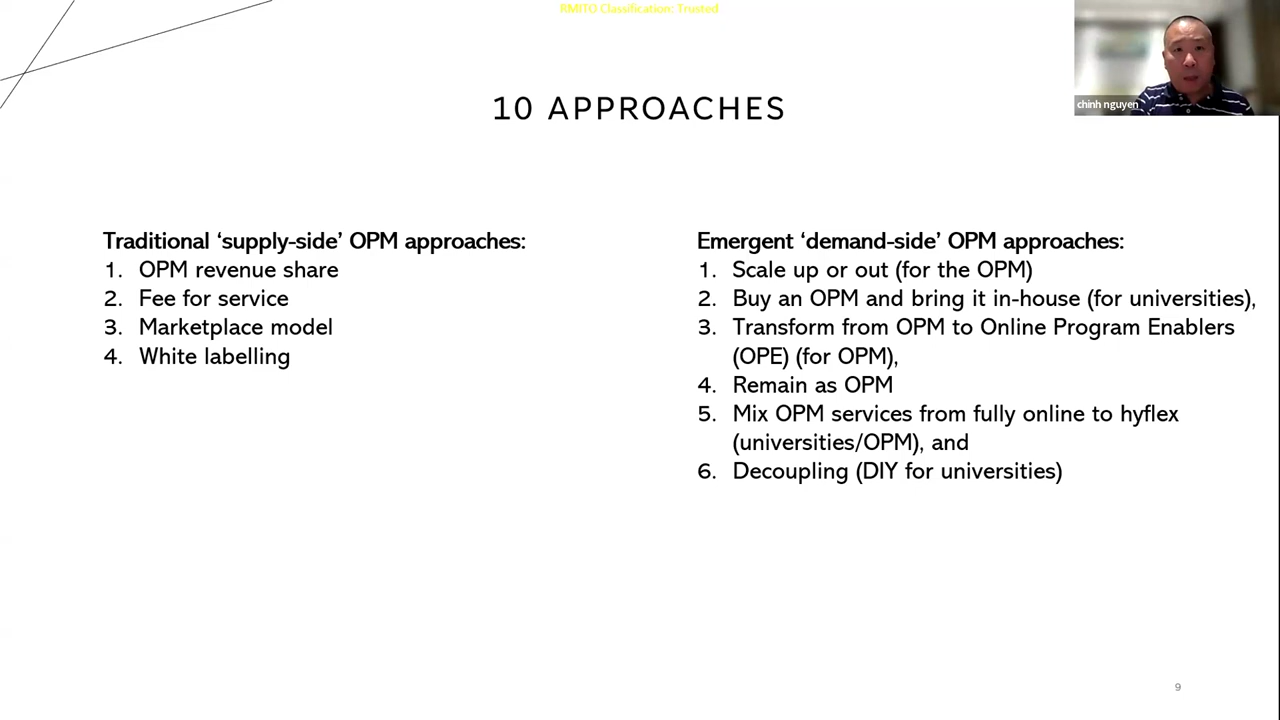 RMITO Classification: Trusted
chinh nguyen
10 APPROACHES
Traditional ‘supply-side’ OPM approaches:
1. OPM revenue share
2. Fee for service
3. Marketplace model
4. White labelling
Emergent ‘demand-side’ OPM approaches:
1. Scale up or out (for the OPM)
2. Buy an OPM and bring it in-house (for universities),
3. Transform from OPM to Online Program Enablers
(OPE) (for OPM),
4. Remain as OPM
5. Mix OPM services from fully online to hyflex
(universities/OPM), and
6. Decoupling (DIY for universities)
9